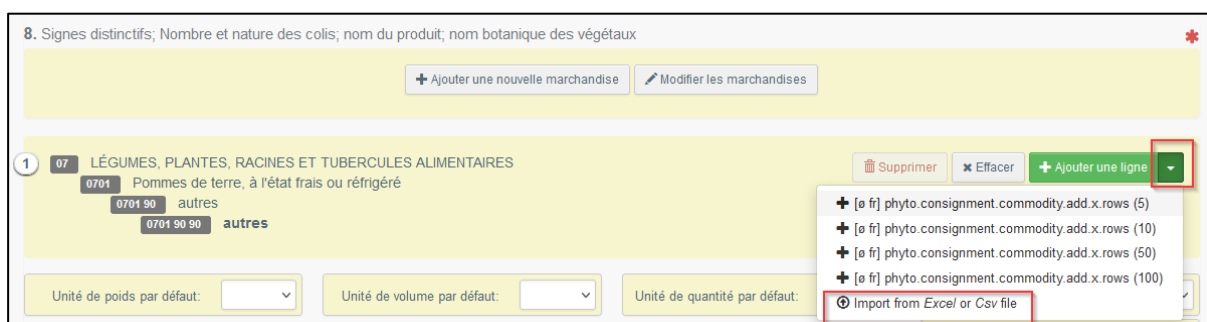 8. Signes distinctifs; Nombre et nature des colis; nom du produit; nom botanique des végétaux *
Ajouter une nouvelle marchandise Modifier les marchandises
1 07 LÉGUMES, PLANTES, RACINES ET TUBERCULES ALIMENTAIRES Supprimer Effacer Ajouter une ligne
0701 Pommes de terre, à l'état frais ou réfrigéré
0701 90 autres
0701 90 90 autres
[ø fr] phyto.consignment.commodity.add.x.rows (5)
[ø fr] phyto.consignment.commodity.add.x.rows (10)
[ø fr] phyto.consignment.commodity.add.x.rows (50)
[ø fr] phyto.consignment.commodity.add.x.rows (100)
Import from Excel or Csv file
Unité de poids par défaut: Unité de volume par défaut: Unité de quantité par défaut: